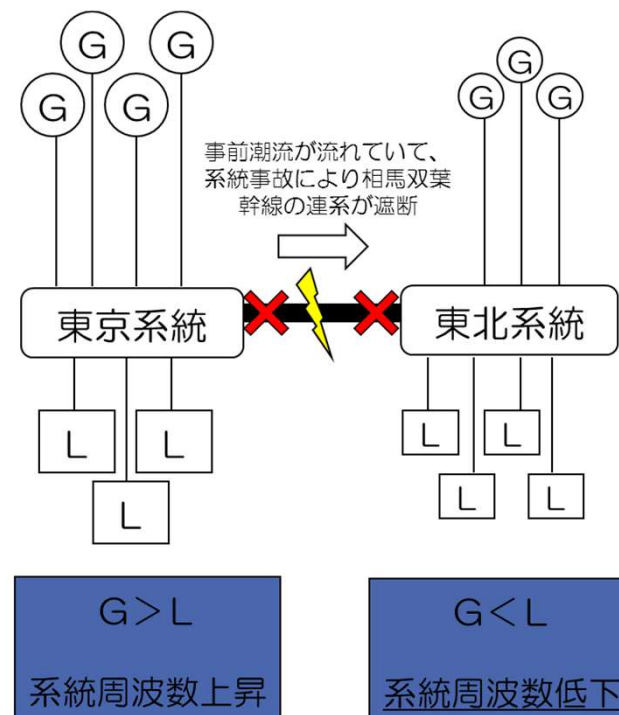 G
G
G
G
G
G
G
事前潮流が流れていて、
系統事故により相馬双葉
幹線の連系が遮断
東京系統
東北系統
L
L
L
L
L
L
L
G>L
系統周波数上昇
G<L
系統周波数低下